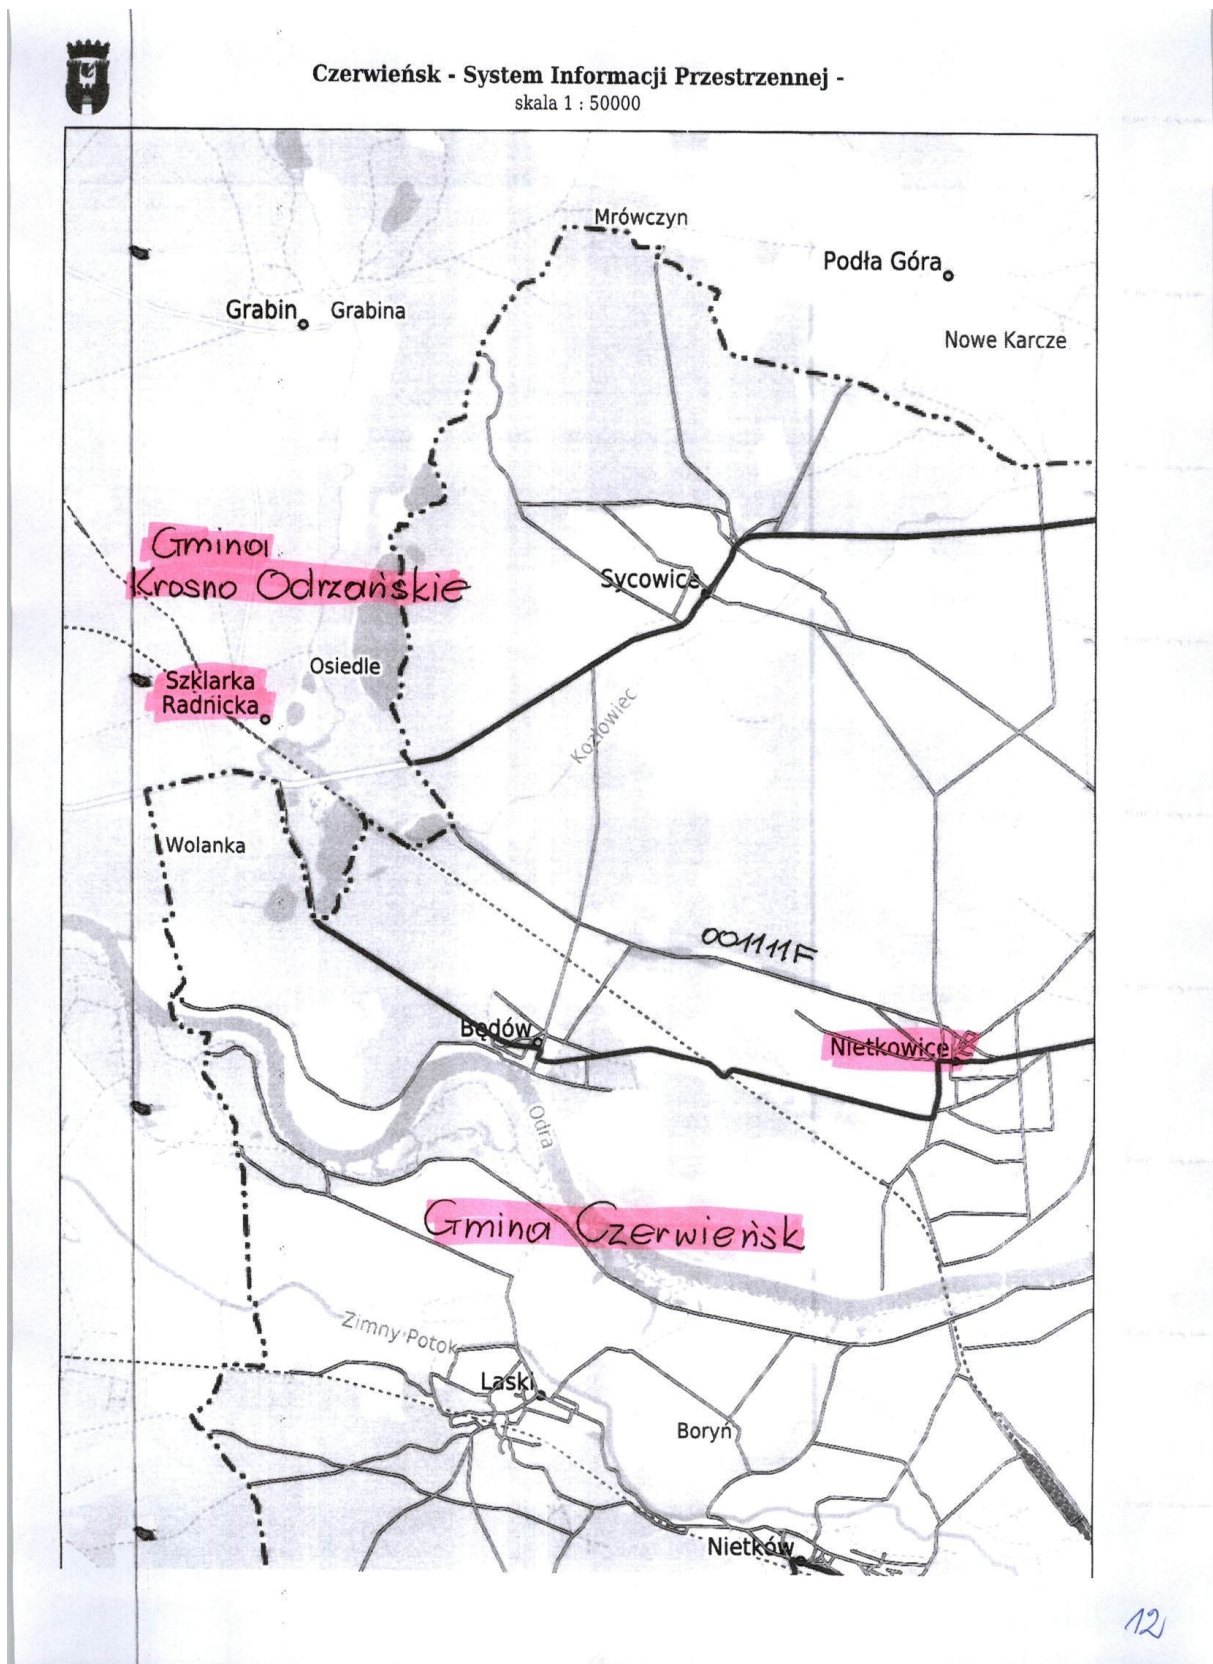 Czerwieńsk - System Informacji Przestrzennej -
skala 1 : 50000
Mrówczyn
Podła Góra
Grabin
Grabina
Nowe Karcze
Gmina
Krosno Odrzańskie
Sycowice
Osiedle
Szklarka
Radnicka
Kozłowiec
Wolanka
001111F
Będów
Nietkowice
Odra
Gmina Czerwieńsk
Zimny Potok
Laski
Boryń
Nietków
12